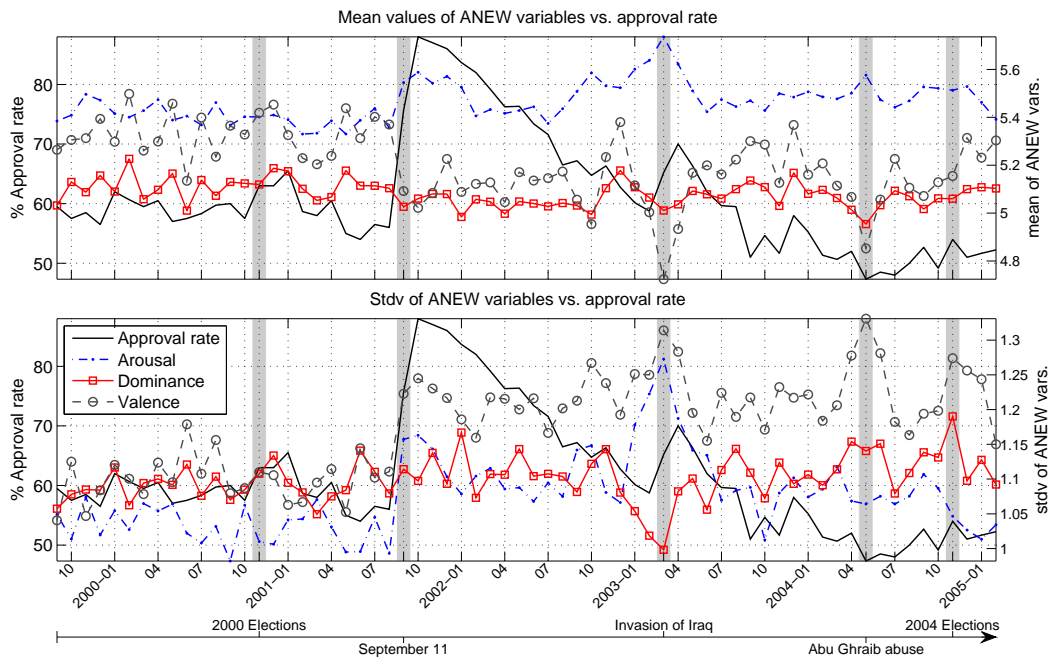 Mean values of ANEW variables vs. approval rate
% Approval rate
80
70
60
50
5.6
5.4
5.2
5
4.8
mean of ANEW vars.
Stdv of ANEW variables vs. approval rate
Approval rate
Arousal
Dominance
Valence
% Approval rate
80
70
60
50
1.3
1.25
1.2
1.15
1.1
1.05
1
stdv of ANEW vars.
10 2000−01 04 07 10 2001−01 04 07 10 2002−01 04 07 10 2003−01 04 07 10 2004−01 04 07 10 2005−01
2000 Elections Invasion of Iraq 2004 Elections
September 11 Abu Ghraib abuse